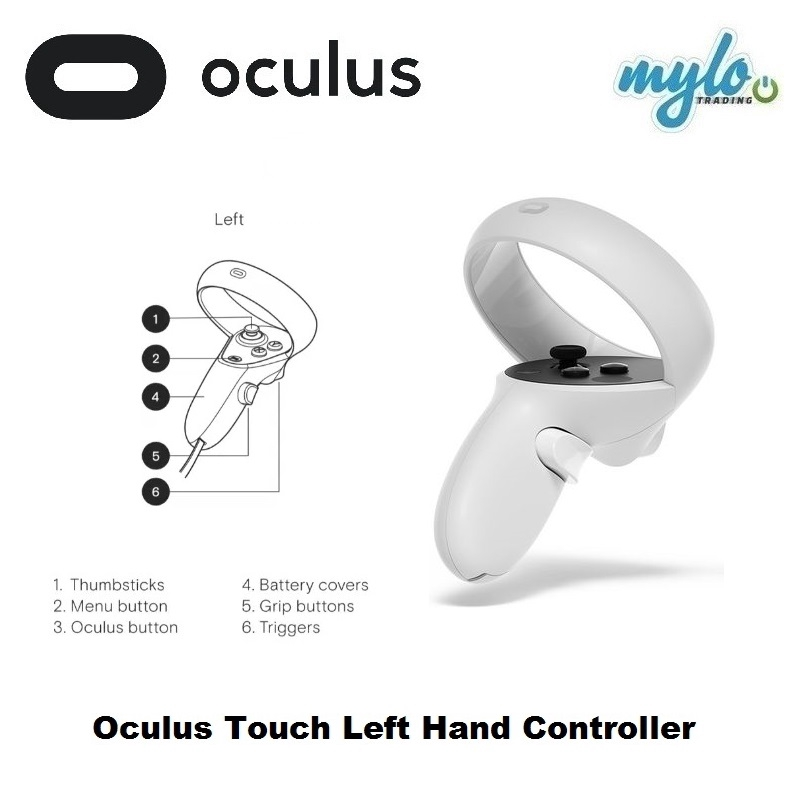 oculus
mylo
TRADING
Left
1
2
4
5
6
1. Thumbsticks
2. Menu button
3. Oculus button
4. Battery covers
5. Grip buttons
6. Triggers
Oculus Touch Left Hand Controller